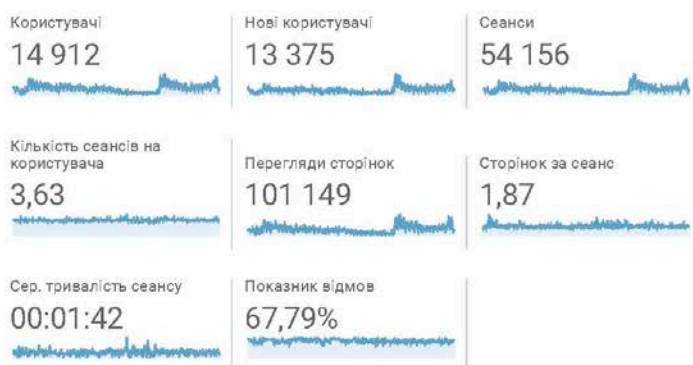 Користувачі
14 912
Нові користувачі
13 375
Сеанси
54 156
Кількість сеансів на
користувача
3,63
Перегляди сторінок
101 149
Сторінок за сеанс
1,87
Сер. тривалість сеансу
00:01:42
Показник відмов
67,79%